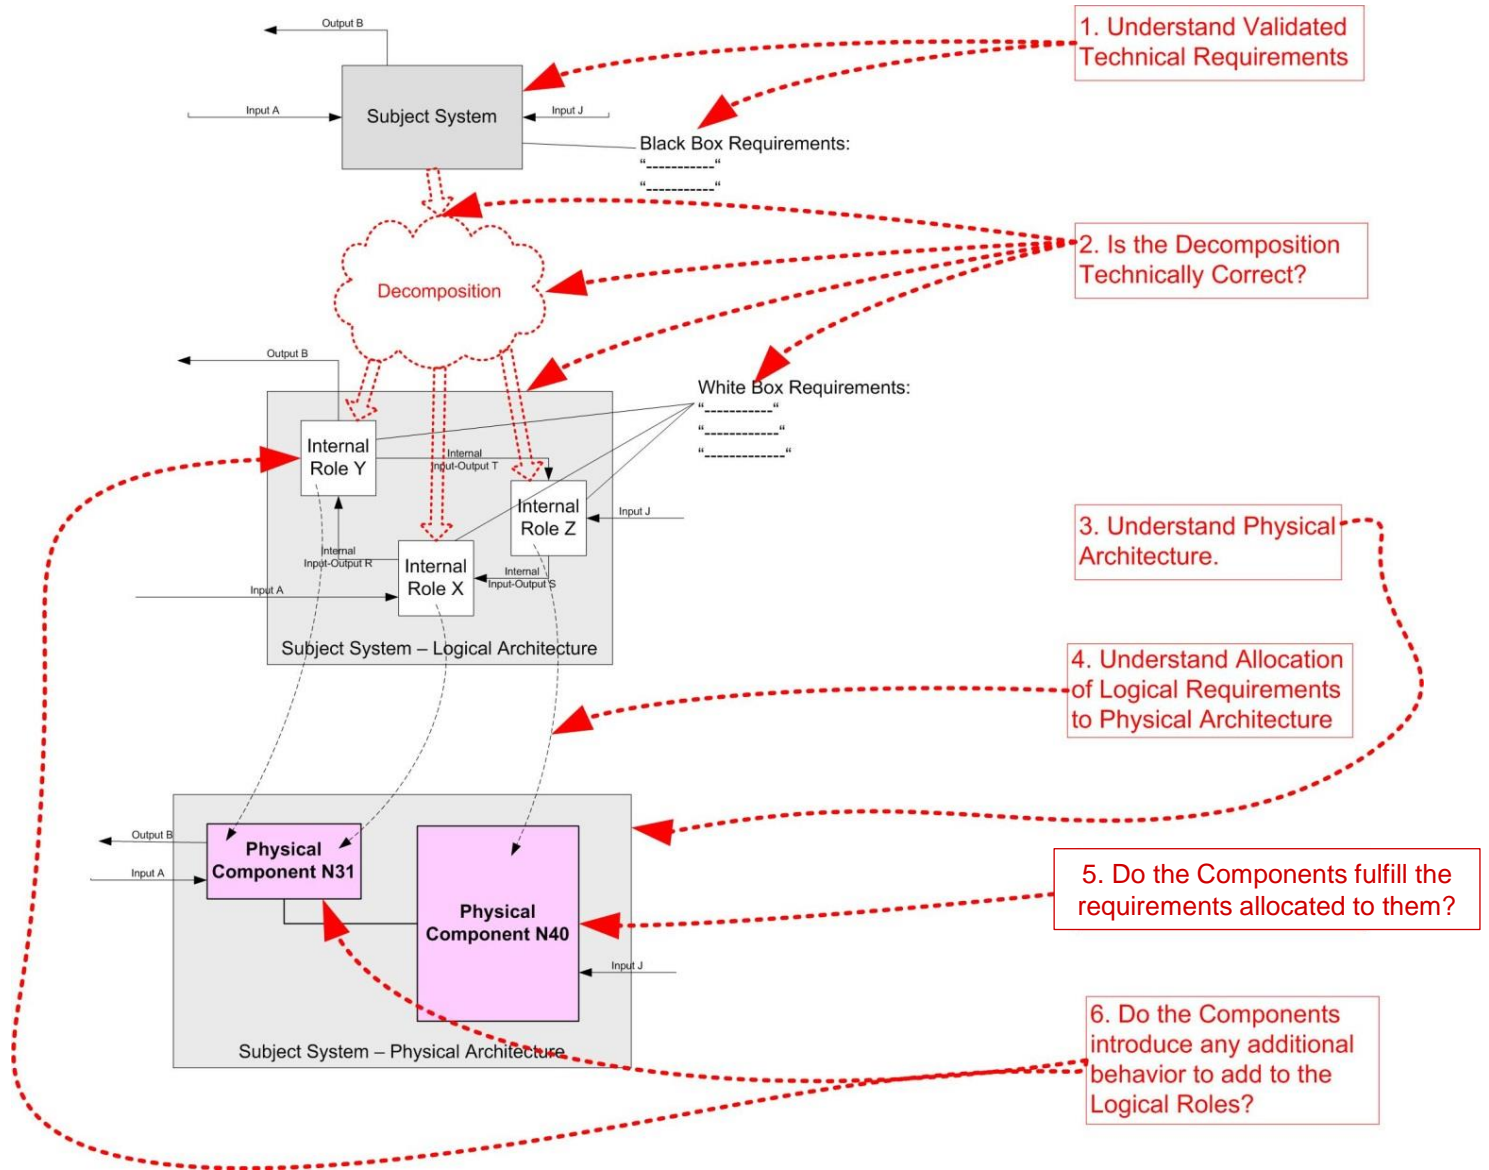 Output B
1. Understand Validated
Technical Requirements
Input A
Subject System
Input J
Black Box Requirements:
“-----------“
“-----------“
2. Is the Decomposition
Technically Correct?
Decomposition
Output B
White Box Requirements:
“-----------“
“------------“
“-------------“
Internal
Role Y
Internal
Input-Output T
Internal
Role Z
Input J
3. Understand Physical
Architecture.
Internal
Input-Output R
Internal
Role X
Internal
Input-Output S
Input A
Subject System – Logical Architecture
4. Understand Allocation
of Logical Requirements
to Physical Architecture
Output B
Input A
Physical
Component N31
5. Do the Components fulfill the
requirements allocated to them?
Physical
Component N40
Input J
6. Do the Components
introduce any additional
behavior to add to the
Logical Roles?
Subject System – Physical Architecture